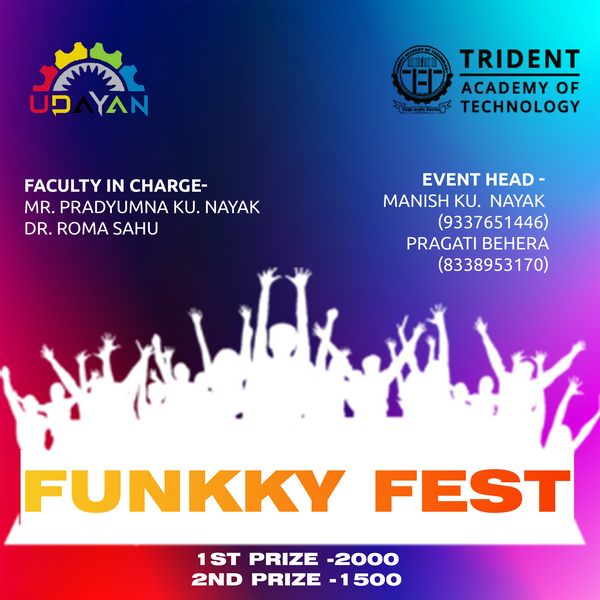 UDAYAN
TRIDENT
ACADEMY OF
TECHNOLOGY
FACULTY IN CHARGE-
MR. PRADYUMNA KU. NAYAK
DR. ROMA SAHU
EVENT HEAD -
MANISH KU. NAYAK
(9337651446)
PRAGATI BEHERA
(8338953170)
FUNKKY FEST
1ST PRIZE -2000
2ND PRIZE -1500